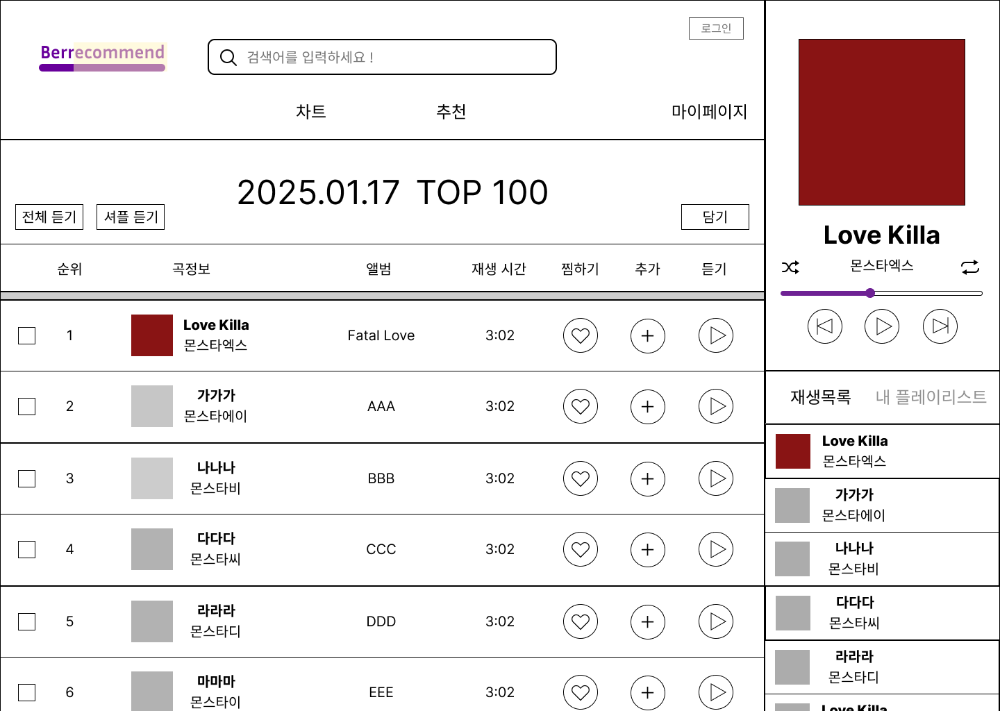 로그인
Berrecommend
검색어를 입력하세요 !
차트 추천 마이페이지
2025.01.17 TOP 100
전체 듣기 셔플 듣기 담기
순위 곡정보 앨범 재생 시간 찜하기 추가 듣기
1 Love Killa Fatal Love 3:02
몬스타엑스
2 가가가 AAA 3:02
몬스타에이
3 나나나 BBB 3:02
몬스타비
4 다다다 CCC 3:02
몬스타씨
5 라라라 DDD 3:02
몬스타디
6 마마마 EEE 3:02
몬스타이
Love Killa
몬스타엑스
재생목록 내 플레이리스트
Love Killa
몬스타엑스
가가가
몬스타에이
나나나
몬스타비
다다다
몬스타씨
라라라
몬스타디
Love Killa